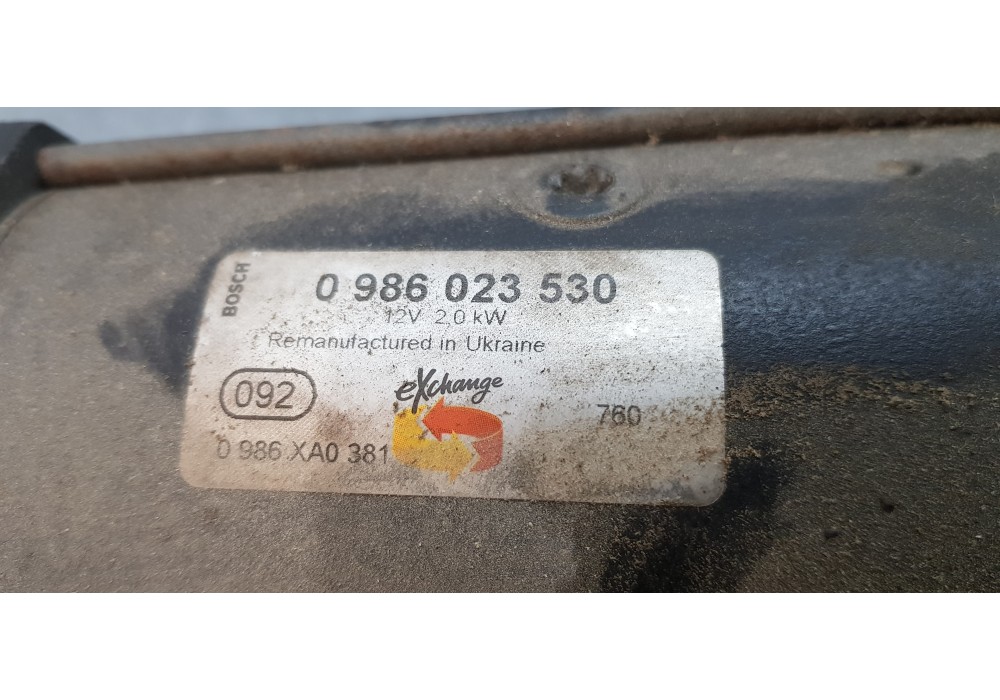 BOSCH
0 986 023 530
12V 2,0 kW
Remanufactured in Ukraine
eXchange
092
760
0 986 XA0 381